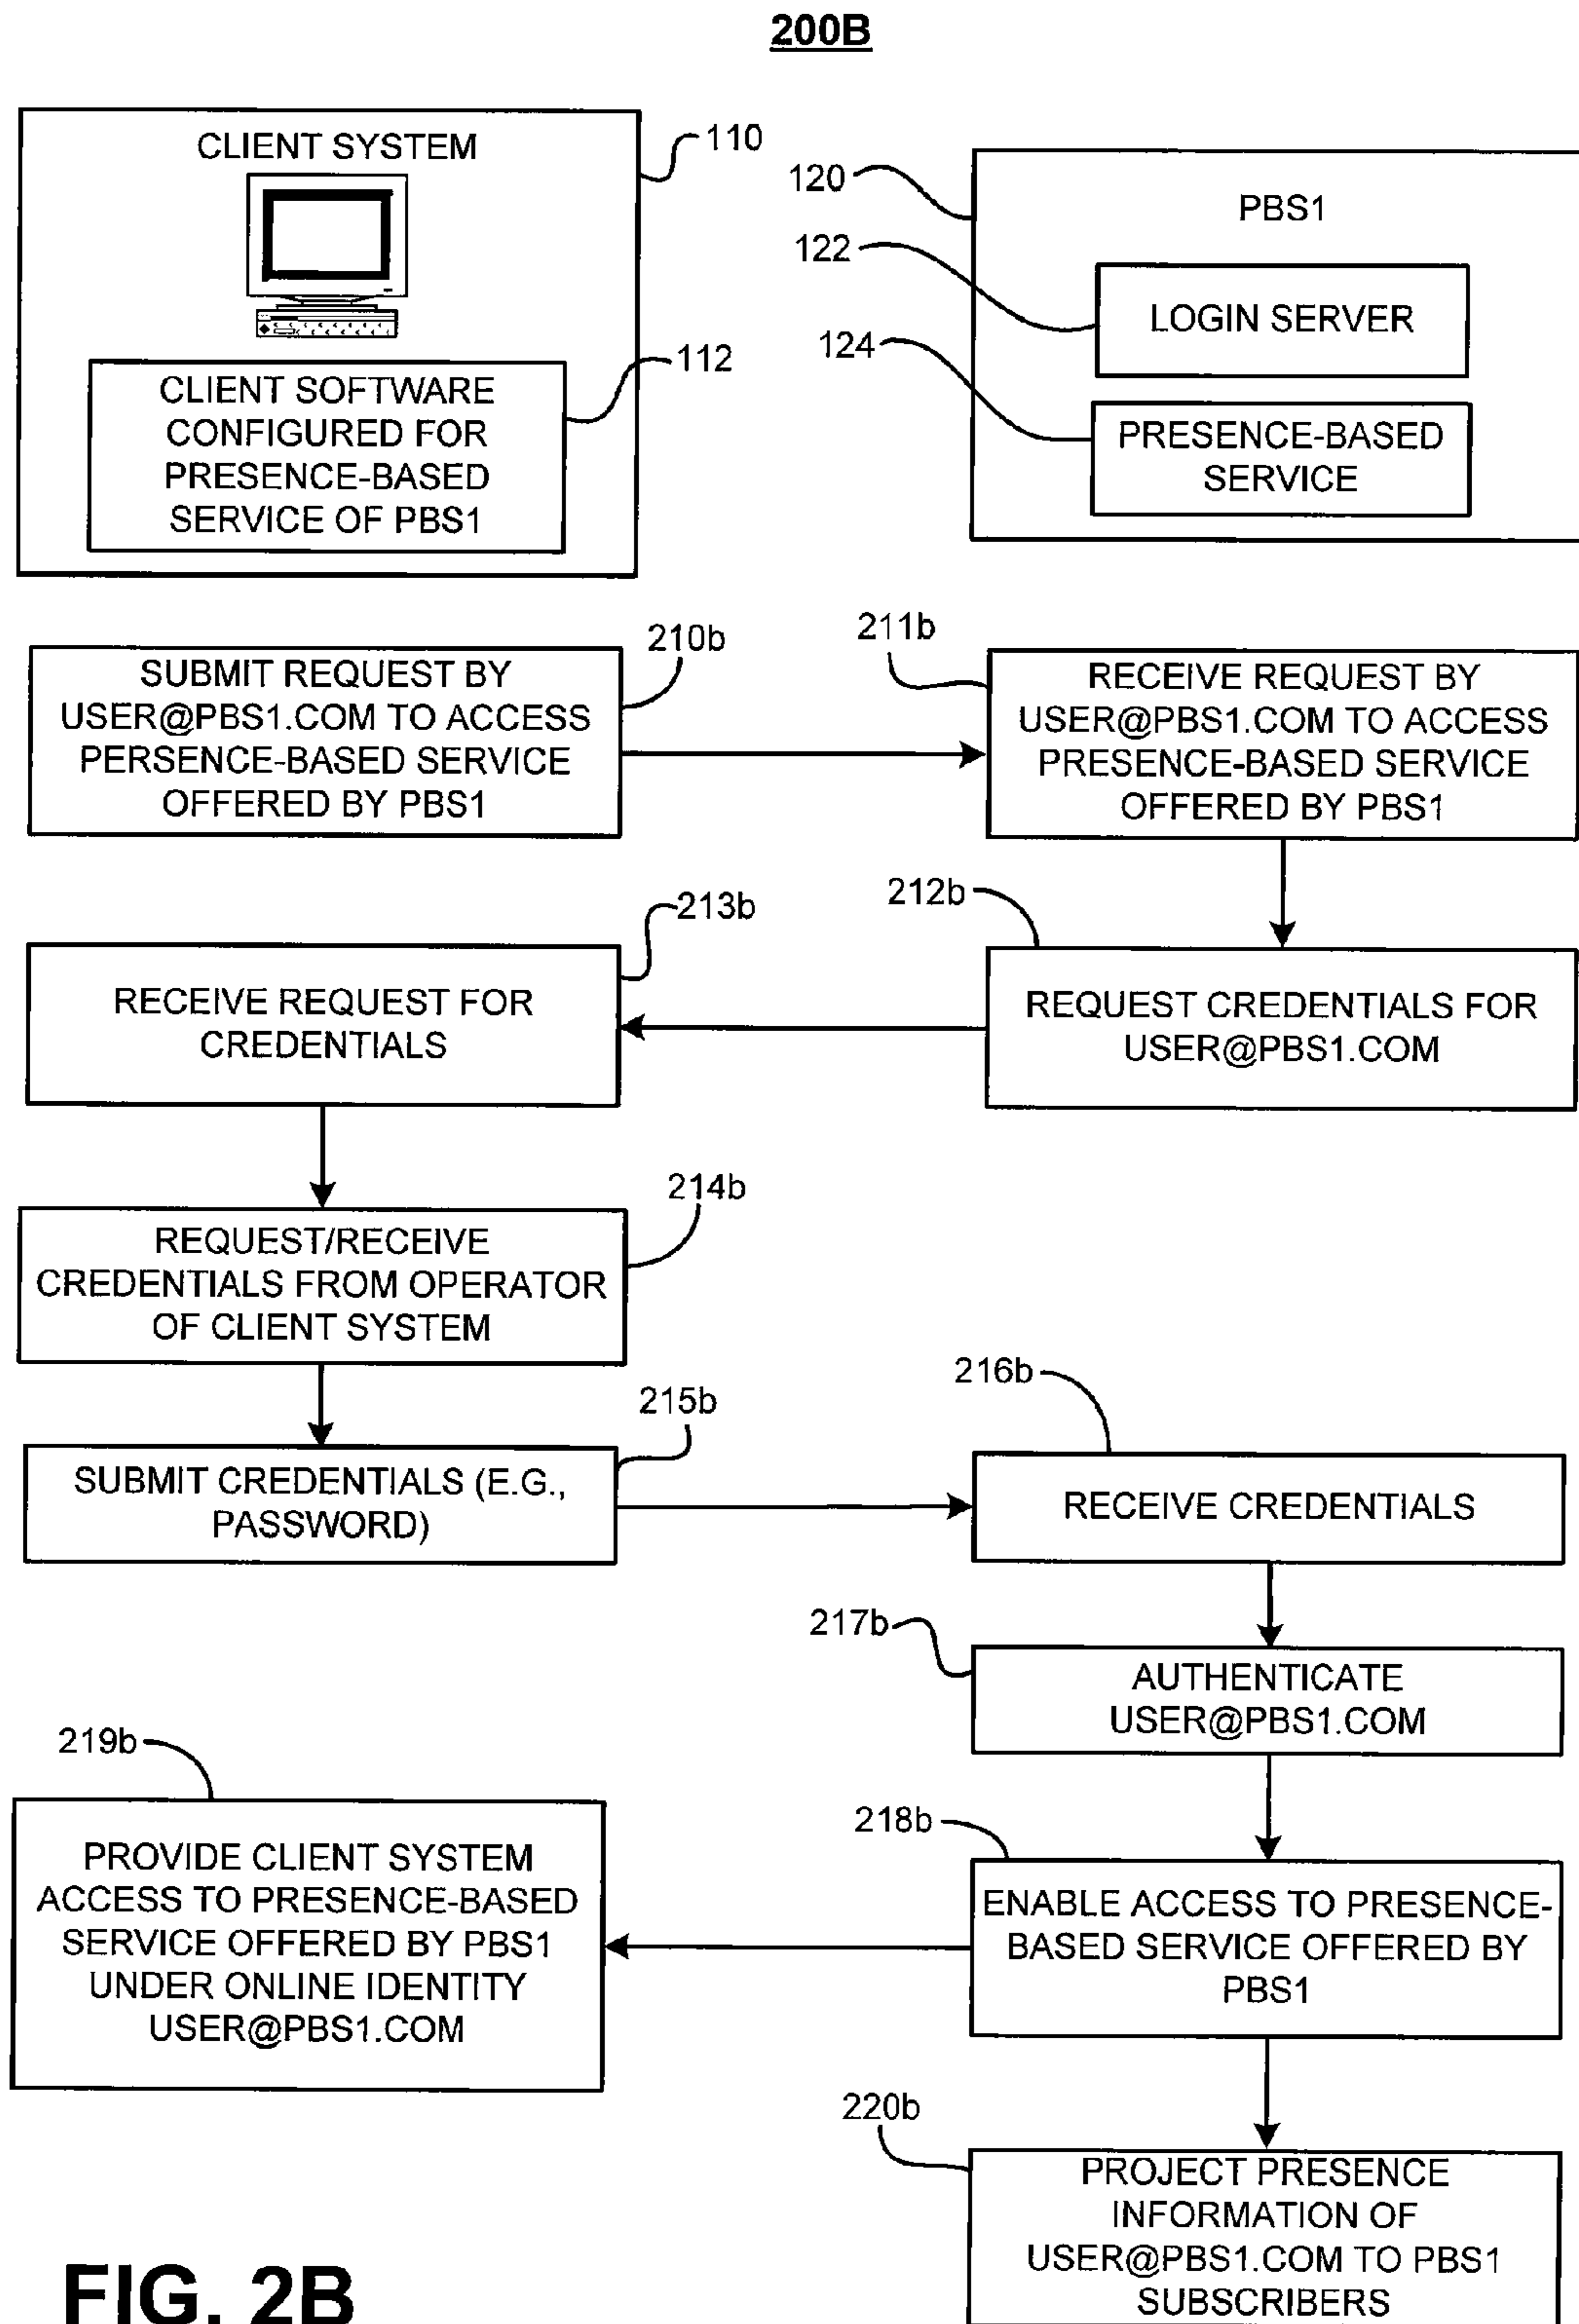 200B
CLIENT SYSTEM
110
CLIENT SOFTWARE
CONFIGURED FOR
PRESENCE-BASED
SERVICE OF PBS1
112
120
PBS1
122
LOGIN SERVER
124
PRESENCE-BASED
SERVICE
210b
SUBMIT REQUEST BY
USER@PBS1.COM TO ACCESS
PERSENCE-BASED SERVICE
OFFERED BY PBS1
211b
RECEIVE REQUEST BY
USER@PBS1.COM TO ACCESS
PRESENCE-BASED SERVICE
OFFERED BY PBS1
212b
REQUEST CREDENTIALS FOR
USER@PBS1.COM
213b
RECEIVE REQUEST FOR
CREDENTIALS
214b
REQUEST/RECEIVE
CREDENTIALS FROM OPERATOR
OF CLIENT SYSTEM
215b
SUBMIT CREDENTIALS (E.G.,
PASSWORD)
216b
RECEIVE CREDENTIALS
217b
AUTHENTICATE
USER@PBS1.COM
218b
ENABLE ACCESS TO PRESENCE-
BASED SERVICE OFFERED BY
PBS1
219b
PROVIDE CLIENT SYSTEM
ACCESS TO PRESENCE-BASED
SERVICE OFFERED BY PBS1
UNDER ONLINE IDENTITY
USER@PBS1.COM
220b
PROJECT PRESENCE
INFORMATION OF
USER@PBS1.COM TO PBS1
SUBSCRIBERS
FIG. 2B